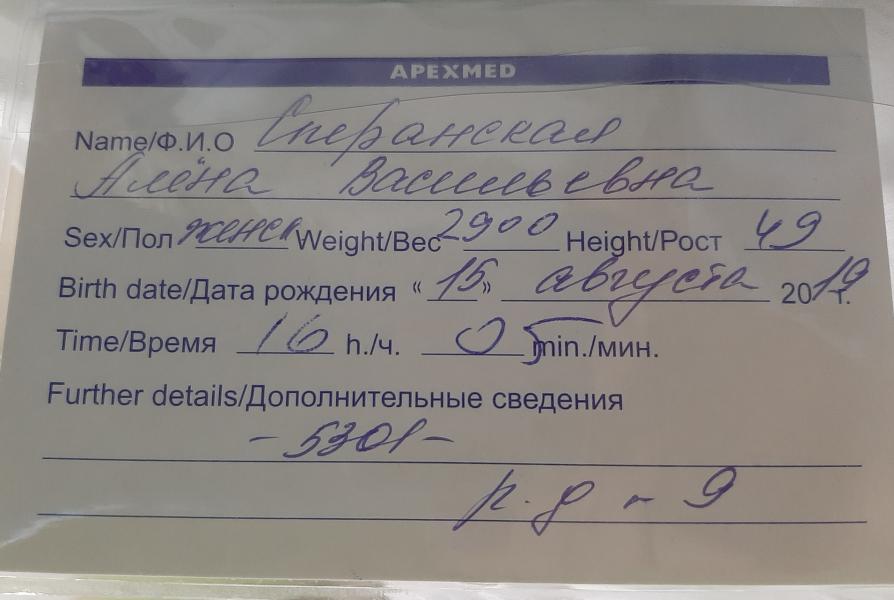 APEXMED
Name/Ф.И.О Сперанская
Алёна Васильевна
Sex/Пол женск Weight/Вес 2900 Height/Рост 49
Birth date/Дата рождения «15» августа 2019 г.
Time/Время 16 h./ч. 05 min./мин.
Further details/Дополнительные сведения
- 5301 -
р.д - 9